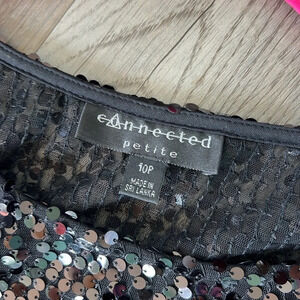 connected
petite
10P
MADE IN
SRI LANKA